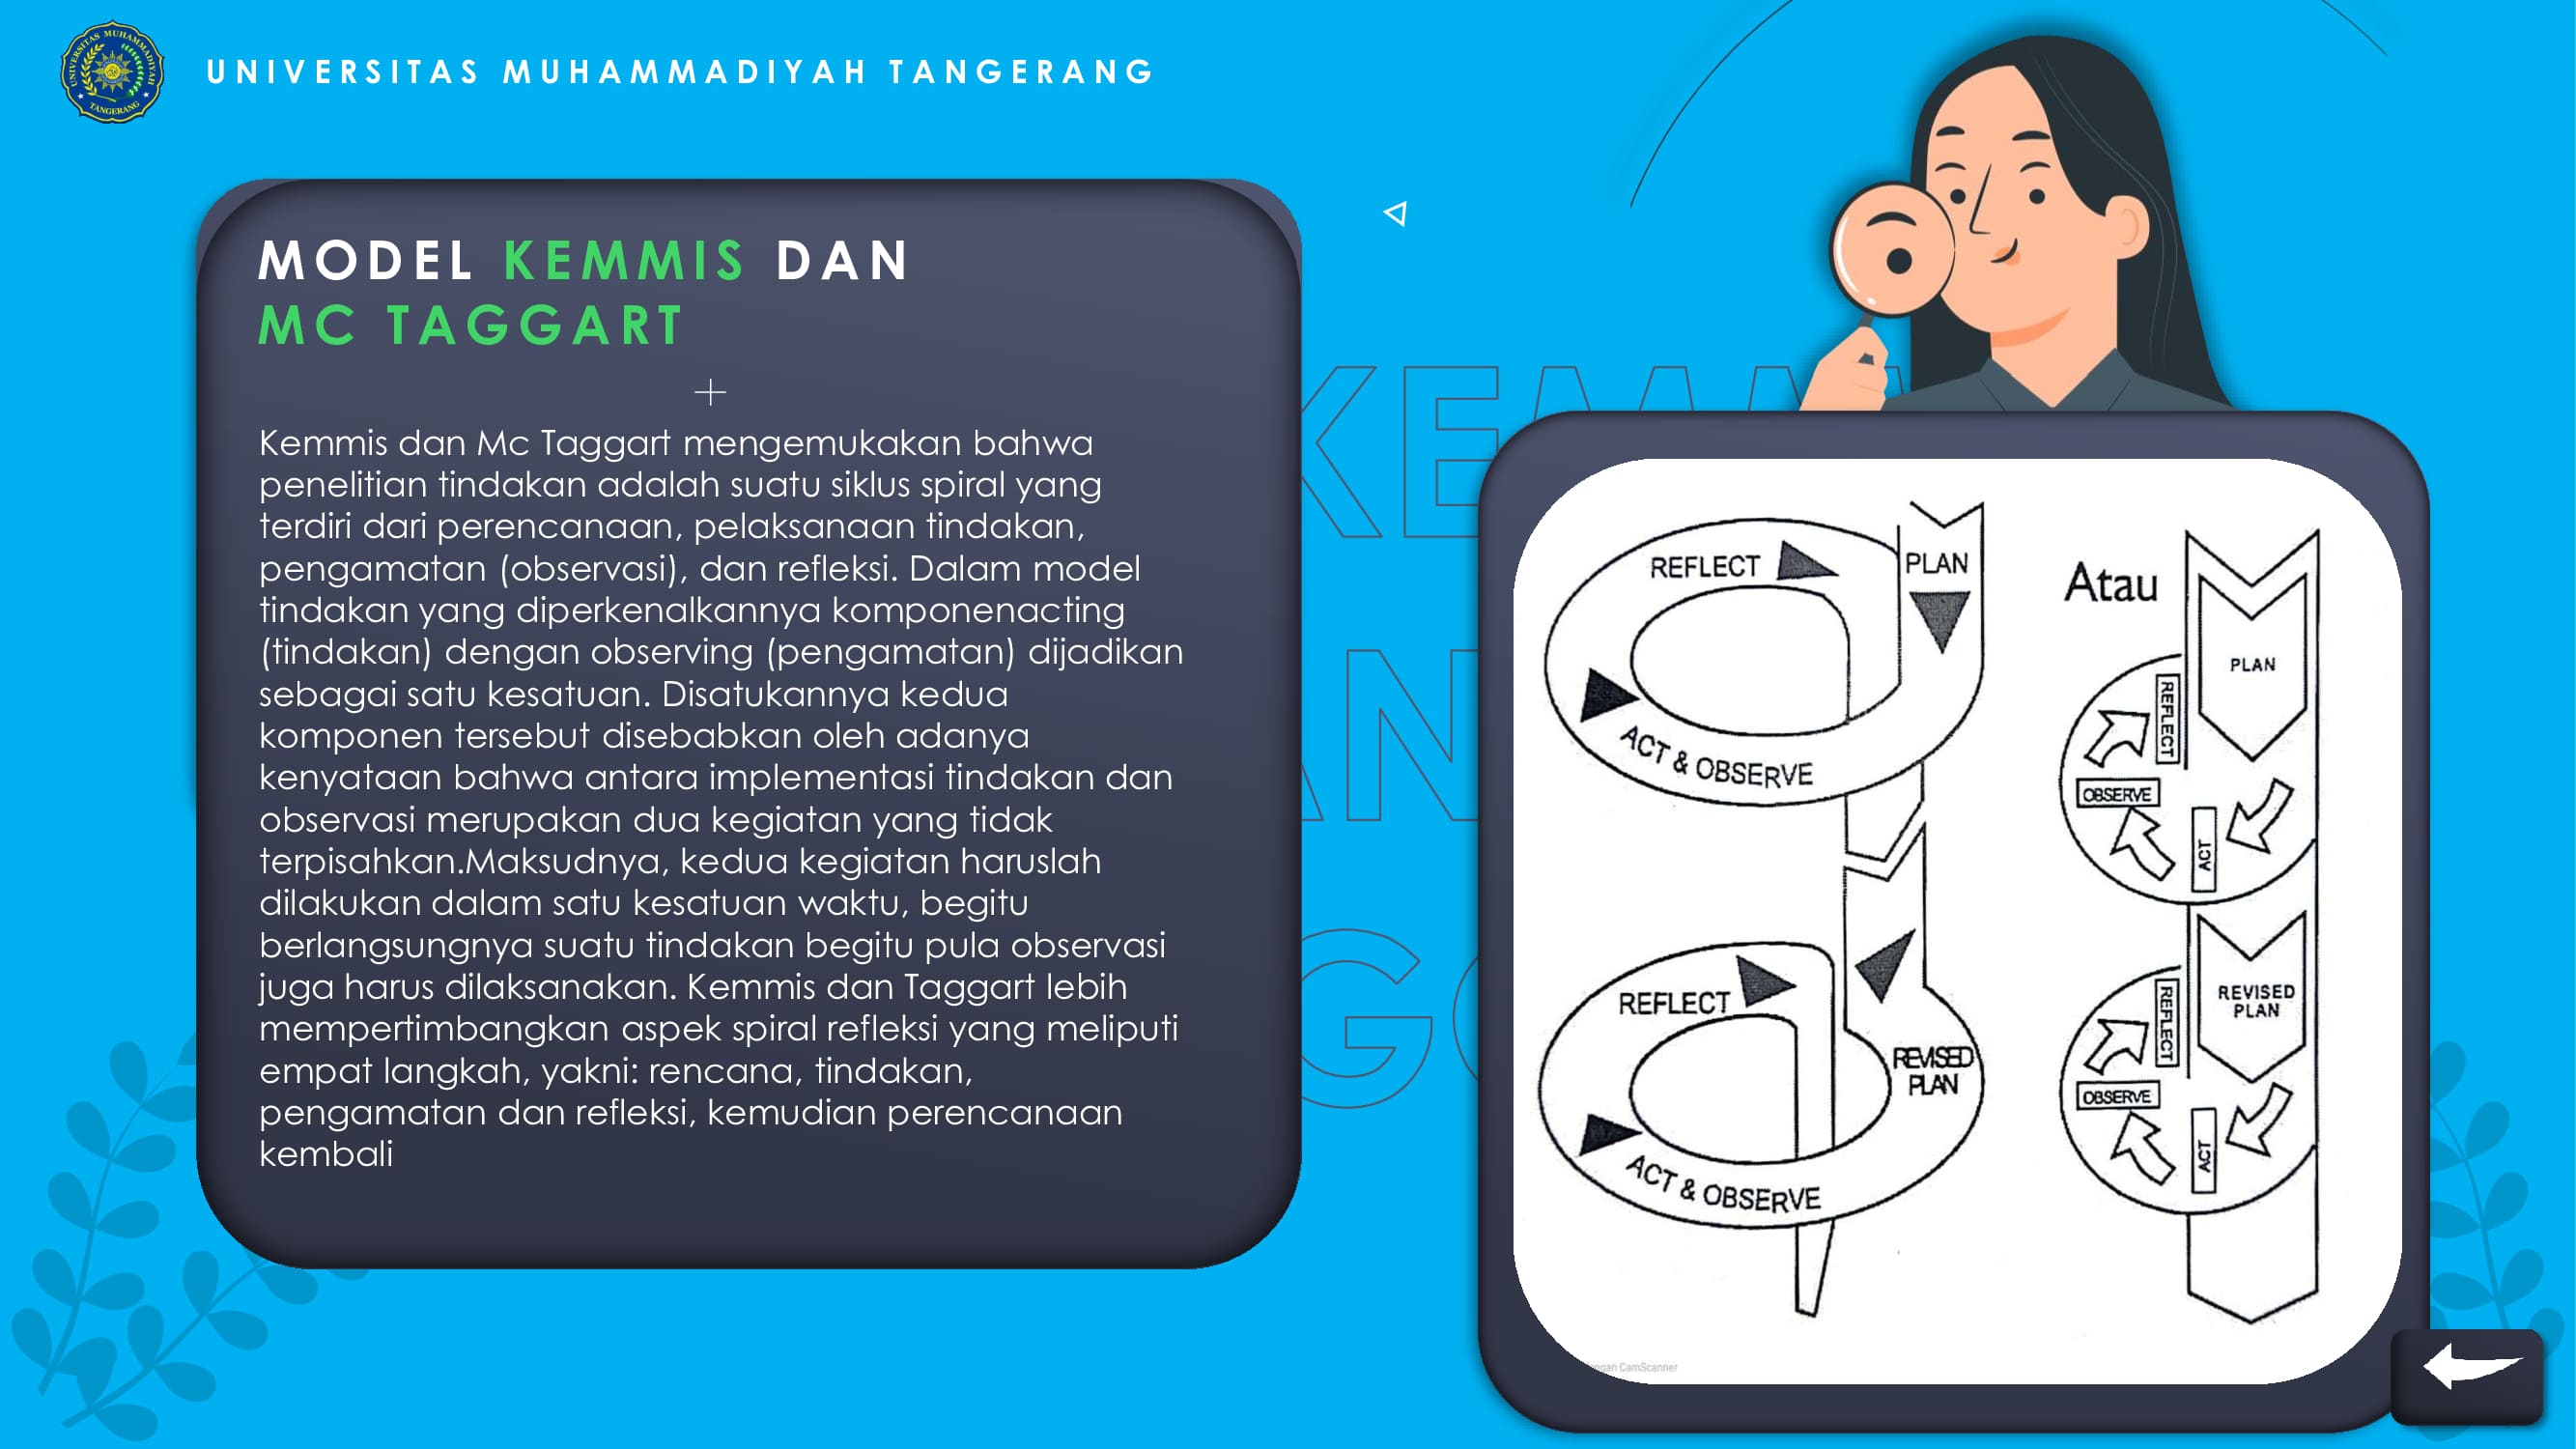 UNIVERSITAS MUHAMMADIYAH TANGERANG
UNIVERSITAS MUHAMMADIYAH
TANGERANG
MODEL KEMMIS DAN
MC TAGGART
Kemmis dan Mc Taggart mengemukakan bahwa
penelitian tindakan adalah suatu siklus spiral yang
terdiri dari perencanaan, pelaksanaan tindakan,
pengamatan (observasi), dan refleksi. Dalam model
tindakan yang diperkenalkannya komponenacting
(tindakan) dengan observing (pengamatan) dijadikan
sebagai satu kesatuan. Disatukannya kedua
komponen tersebut disebabkan oleh adanya
kenyataan bahwa antara implementasi tindakan dan
observasi merupakan dua kegiatan yang tidak
terpisahkan.Maksudnya, kedua kegiatan haruslah
dilakukan dalam satu kesatuan waktu, begitu
berlangsungnya suatu tindakan begitu pula observasi
juga harus dilaksanakan. Kemmis dan Taggart lebih
mempertimbangkan aspek spiral refleksi yang meliputi
empat langkah, yakni: rencana, tindakan,
pengamatan dan refleksi, kemudian perencanaan
kembali
REFLECT
PLAN
ACT & OBSERVE
REFLECT
REVISED
PLAN
ACT & OBSERVE
Atau
PLAN
REFLECT
OBSERVE
ACT
REVISED
PLAN
REFLECT
OBSERVE
ACT
CamScanner